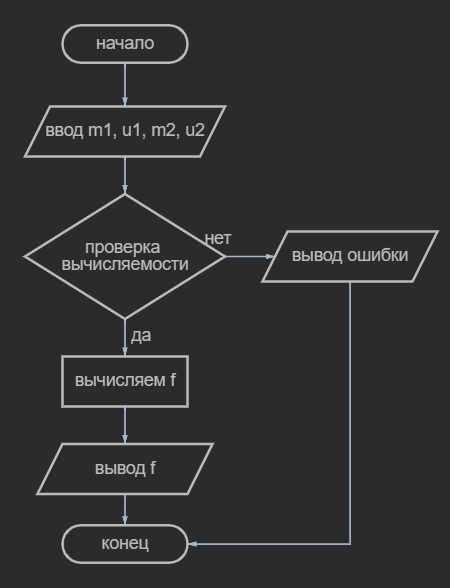 начало
ввод m1, u1, m2, u2
проверка
вычисляемости
нет
вывод ошибки
да
вычисляем f
вывод f
конец